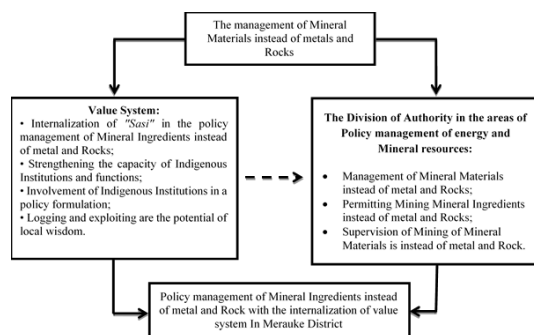 The management of Mineral
Materials instead of metals and
Rocks
Value System:
• Internalization of "Sasi" in the policy
management of Mineral Ingredients instead
of metal and Rocks;
• Strengthening the capacity of Indigenous
Institutions and functions;
• Involvement of Indigenous Institutions in a
policy formulation;
• Logging and exploiting are the potential of
local wisdom.
The Division of Authority in the areas of
Policy management of energy and
Mineral resources:
• Management of Mineral Materials
instead of metal and Rocks;
• Permitting Mining Mineral Ingredients
instead of metal and Rocks;
• Supervision of Mining of Mineral
Materials is instead of metal and Rock.
Policy management of Mineral Ingredients instead
of metal and Rock with the internalization of value
system In Merauke District